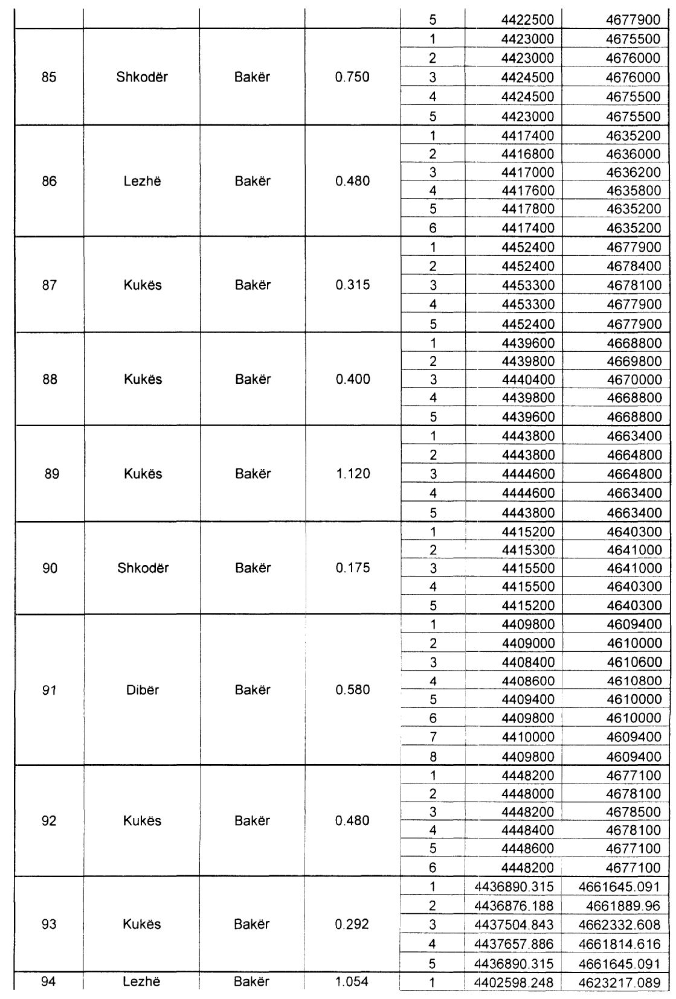 5 4422500 4677900
1 4423000 4675500
2 4423000 4676000
85 Shkodër Bakër 0.750 3 4424500 4676000
4 4424500 4675500
5 4423000 4675500
1 4417400 4635200
2 4416800 4636000
86 Lezhë Bakër 0.480 3 4417000 4636200
4 4417600 4635800
5 4417800 4635200
6 4417400 4635200
1 4452400 4677900
2 4452400 4678400
87 Kukës Bakër 0.315 3 4453300 4678100
4 4453300 4677900
5 4452400 4677900
1 4439600 4668800
2 4439800 4669800
88 Kukës Bakër 0.400 3 4440400 4670000
4 4439800 4668800
5 4439600 4668800
1 4443800 4663400
2 4443800 4664800
89 Kukës Bakër 1.120 3 4444600 4664800
4 4444600 4663400
5 4443800 4663400
1 4415200 4640300
2 4415300 4641000
90 Shkodër Bakër 0.175 3 4415500 4641000
4 4415500 4640300
5 4415200 4640300
1 4409800 4609400
2 4409000 4610000
3 4408400 4610600
4 4408600 4610800
91 Dibër Bakër 0.580 5 4409400 4610000
6 4409800 4610000
7 4410000 4609400
8 4409800 4609400
1 4448200 4677100
2 4448000 4678100
3 4448200 4678500
92 Kukës Bakër 0.480 4 4448400 4678100
5 4448600 4677100
6 4448200 4677100
1 4436890.315 4661645.091
2 4436876.188 4661889.96
93 Kukës Bakër 0.292 3 4437504.843 4662332.608
4 4437657.886 4661814.616
5 4436890.315 4661645.091
94 Lezhë Bakër 1.054 1 4402598.248 4623217.089